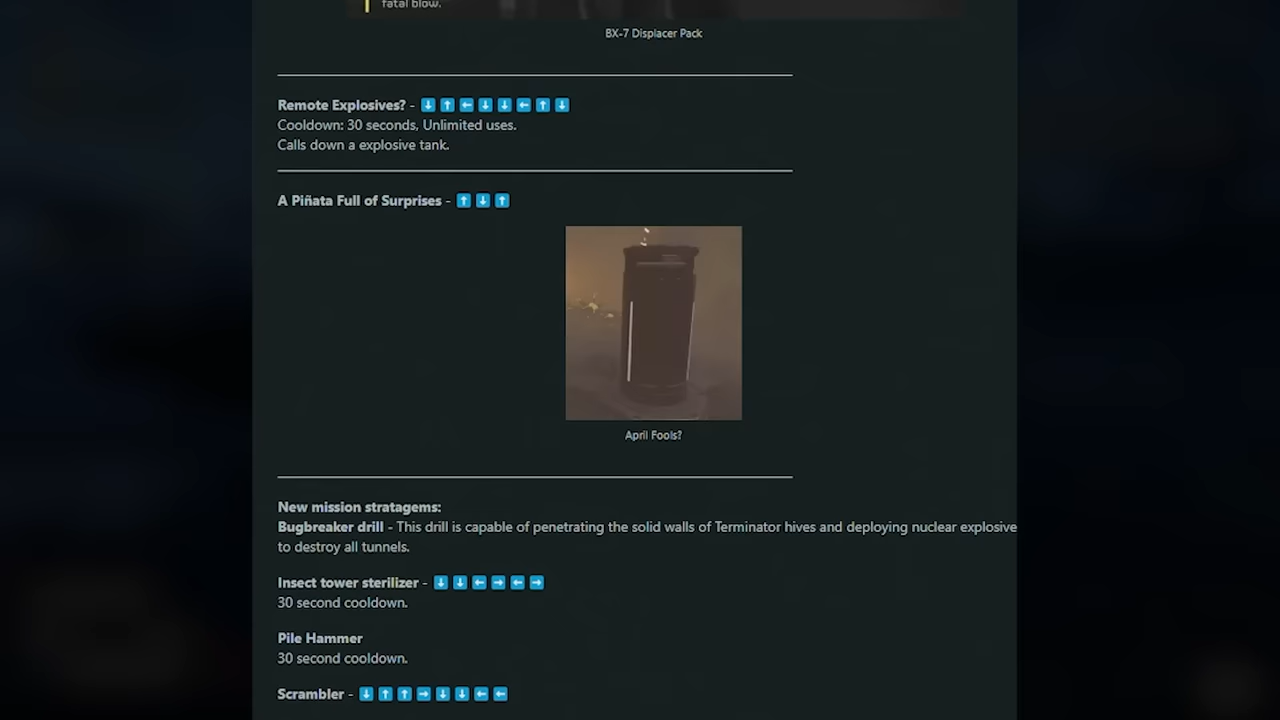 fatal blow.
BX-7 Displacer Pack
Remote Explosives? - ⬇⬆⬅⬇⬇⬅⬆⬇
Cooldown: 30 seconds, Unlimited uses.
Calls down a explosive tank.
A Piñata Full of Surprises - ⬆⬇⬆
April Fools?
New mission stratagems:
Bugbreaker drill - This drill is capable of penetrating the solid walls of Terminator hives and deploying nuclear explosive
to destroy all tunnels.
Insect tower sterilizer - ⬇⬇⬅➡⬅➡
30 second cooldown.
Pile Hammer
30 second cooldown.
Scrambler - ⬇⬆⬆➡⬇⬇⬅⬅